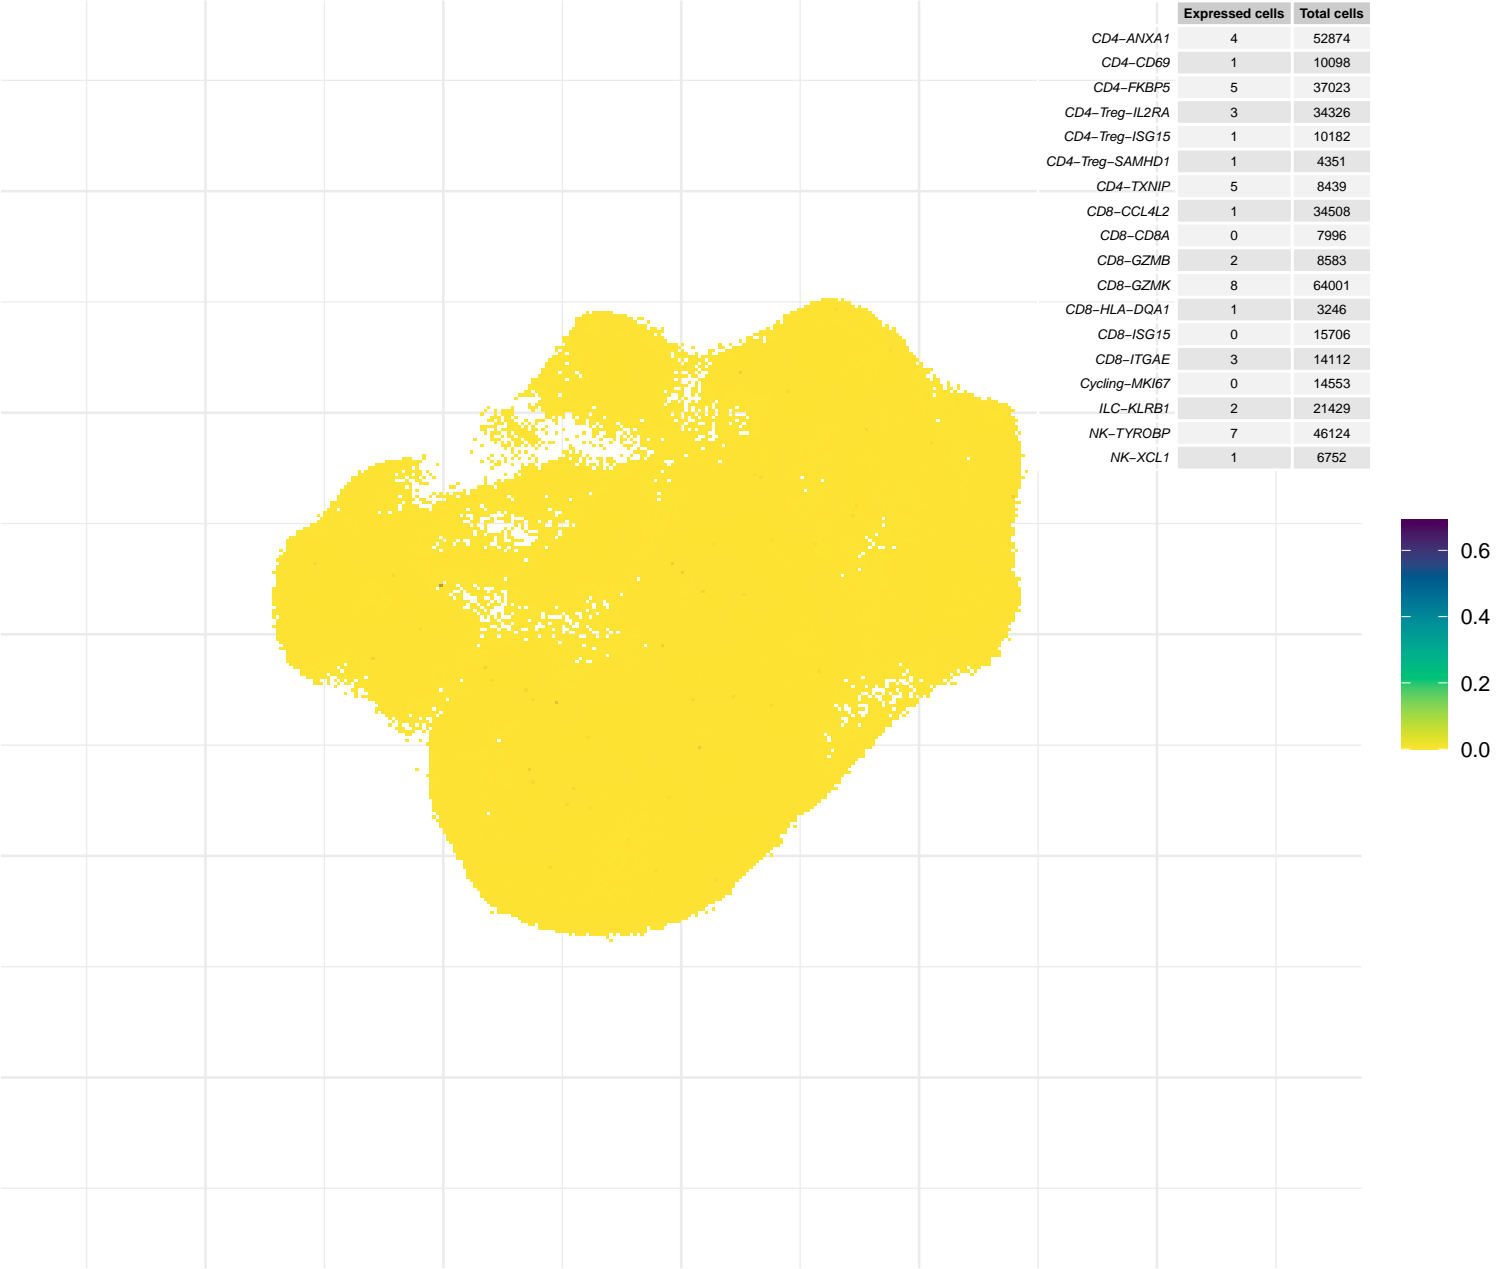 Expressed cells Total cells
CD4−ANXA1 4 52874
CD4−CD69 1 10098
CD4−FKBP5 5 37023
CD4−Treg−IL2RA 3 34326
CD4−Treg−ISG15 1 10182
CD4−Treg−SAMHD1 1 4351
CD4−TXNIP 5 8439
CD8−CCL4L2 1 34508
CD8−CD8A 0 7996
CD8−GZMB 2 8583
CD8−GZMK 8 64001
CD8−HLA−DQA1 1 3246
CD8−ISG15 0 15706
CD8−ITGAE 3 14112
Cycling−MKI67 0 14553
ILC−KLRB1 2 21429
NK−TYROBP 7 46124
NK−XCL1 1 6752
0.6
0.4
0.2
0.0